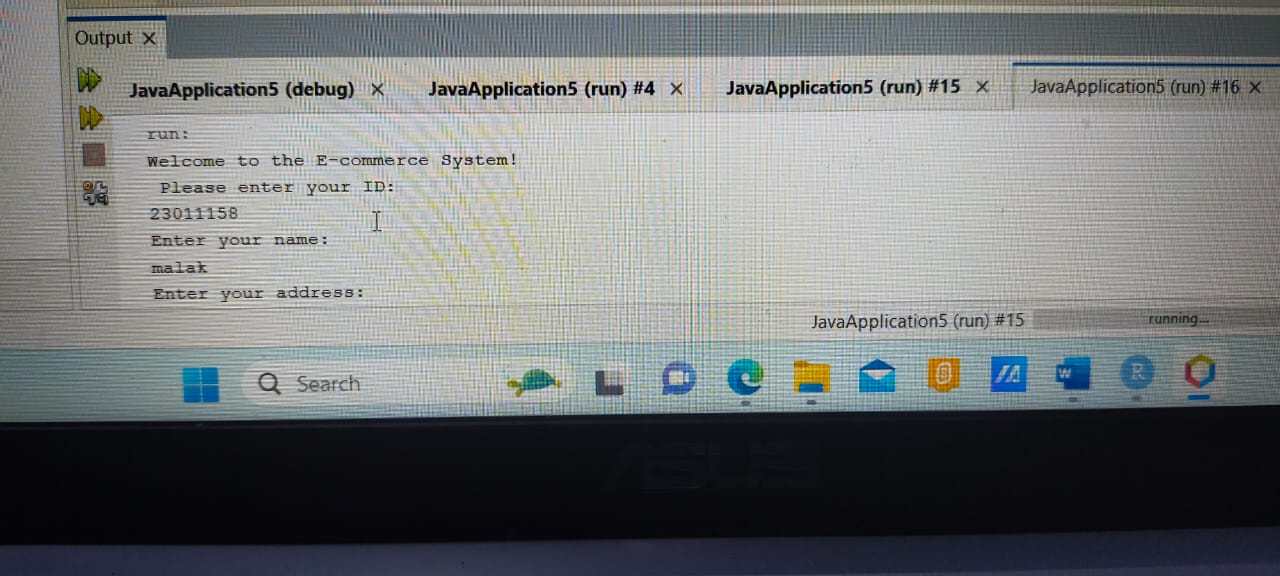 Output
JavaApplication5 (debug) JavaApplication5 (run) #4 JavaApplication5 (run) #15 JavaApplication5 (run) #16
run:
Welcome to the E-commerce System!
Please enter your ID:
23011158
Enter your name:
malak
Enter your address:
JavaApplication5 (run) #15 running...
Search
W R
ASUS